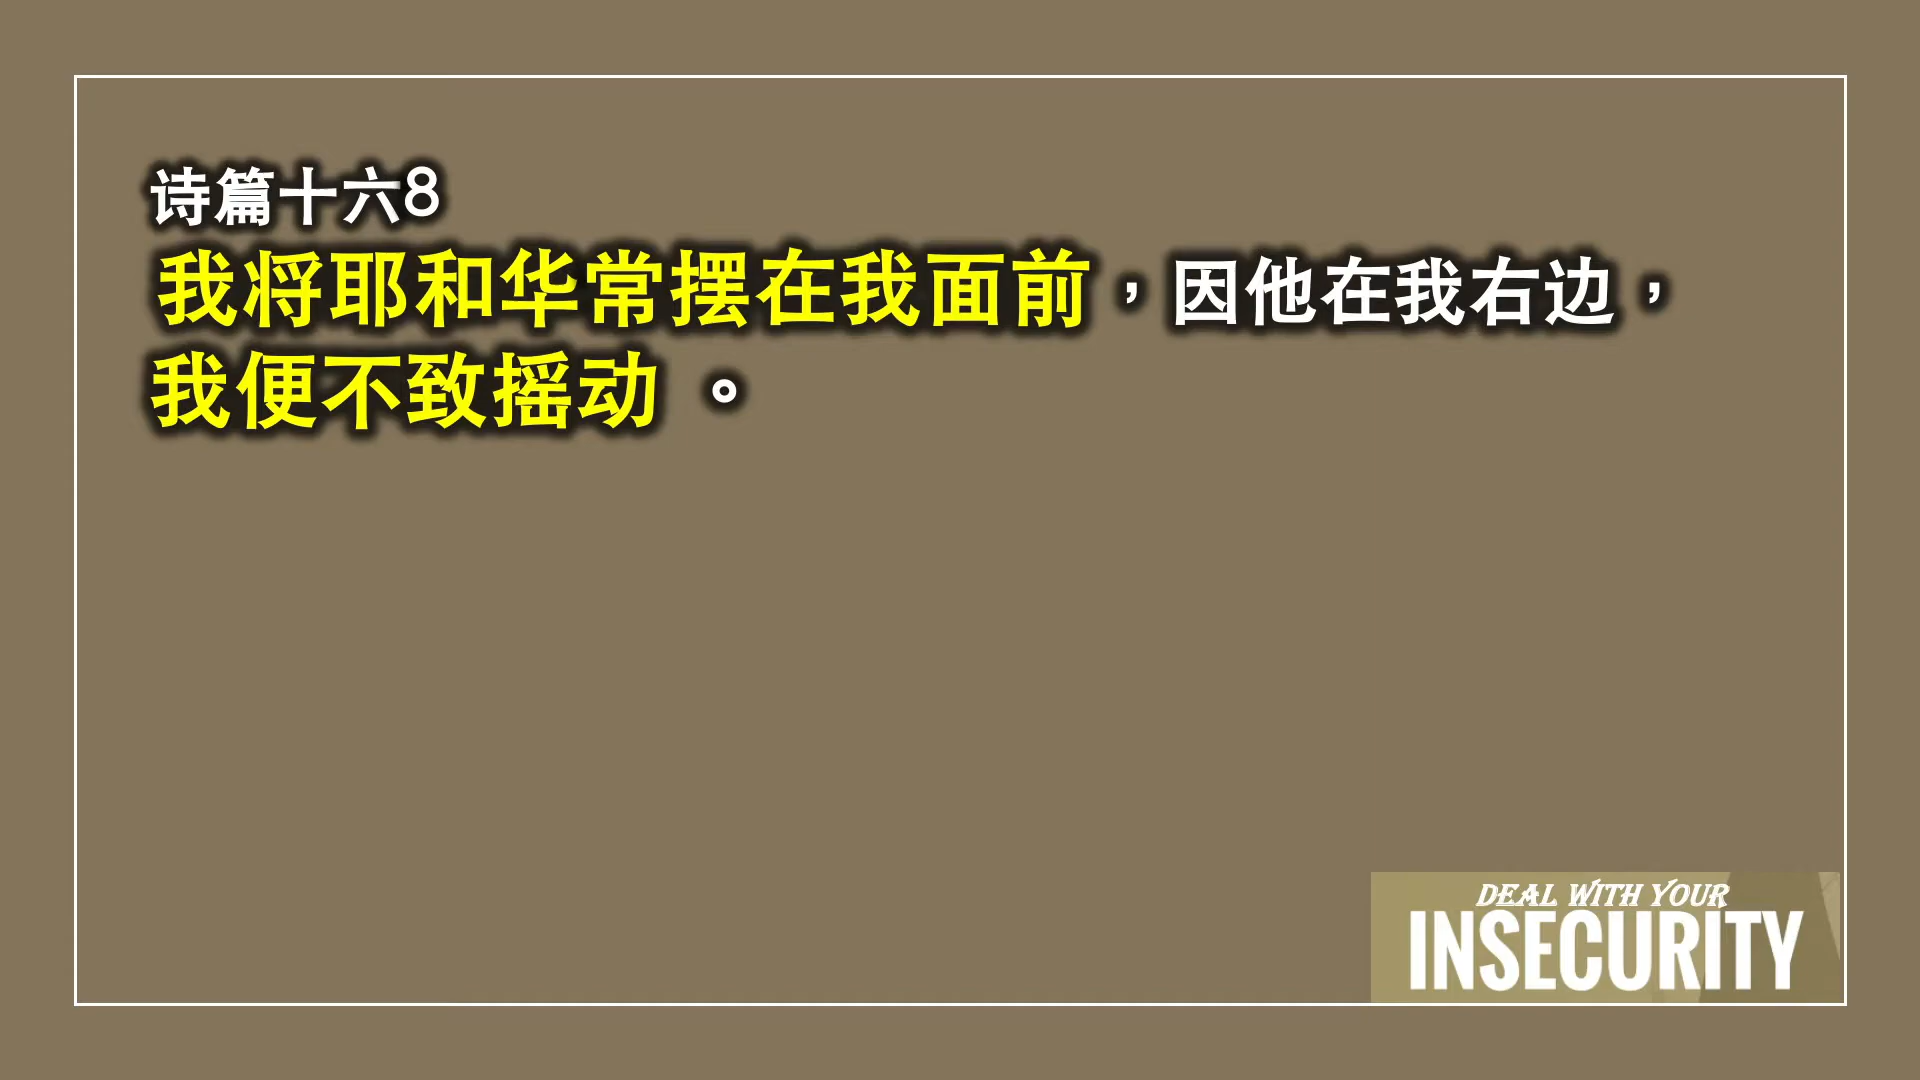 诗篇十六8
我将耶和华常摆在我面前，因他在我右边，
我便不致摇动 。
DEAL WITH YOUR
INSECURITY